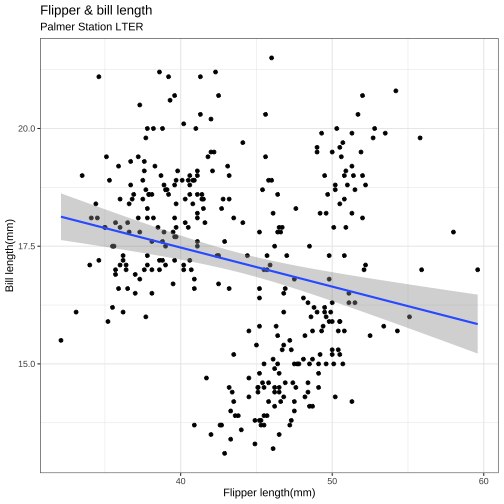 Flipper & bill length
Palmer Station LTER
Bill length(mm)
20.0
17.5
15.0
40
50
60
Flipper length(mm)